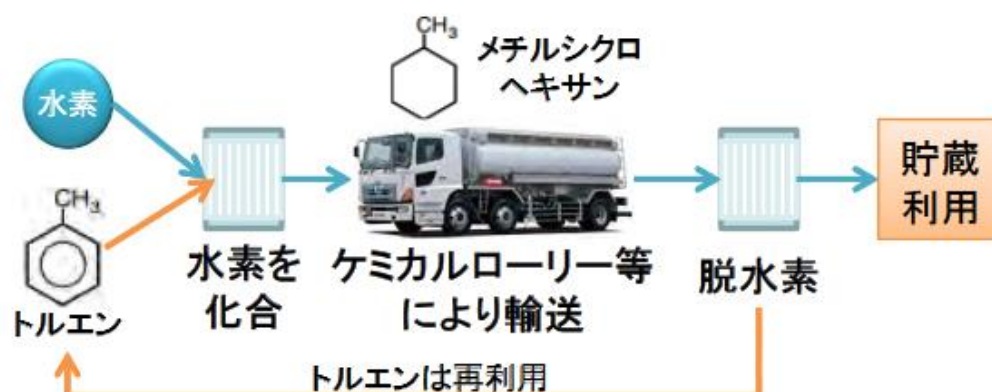 CH₃
メチルシクロ
ヘキサン
水素
CH₃
トルエン
水素を
化合
ケミカルローリー等
により輸送
脱水素
貯蔵
利用
トルエンは再利用